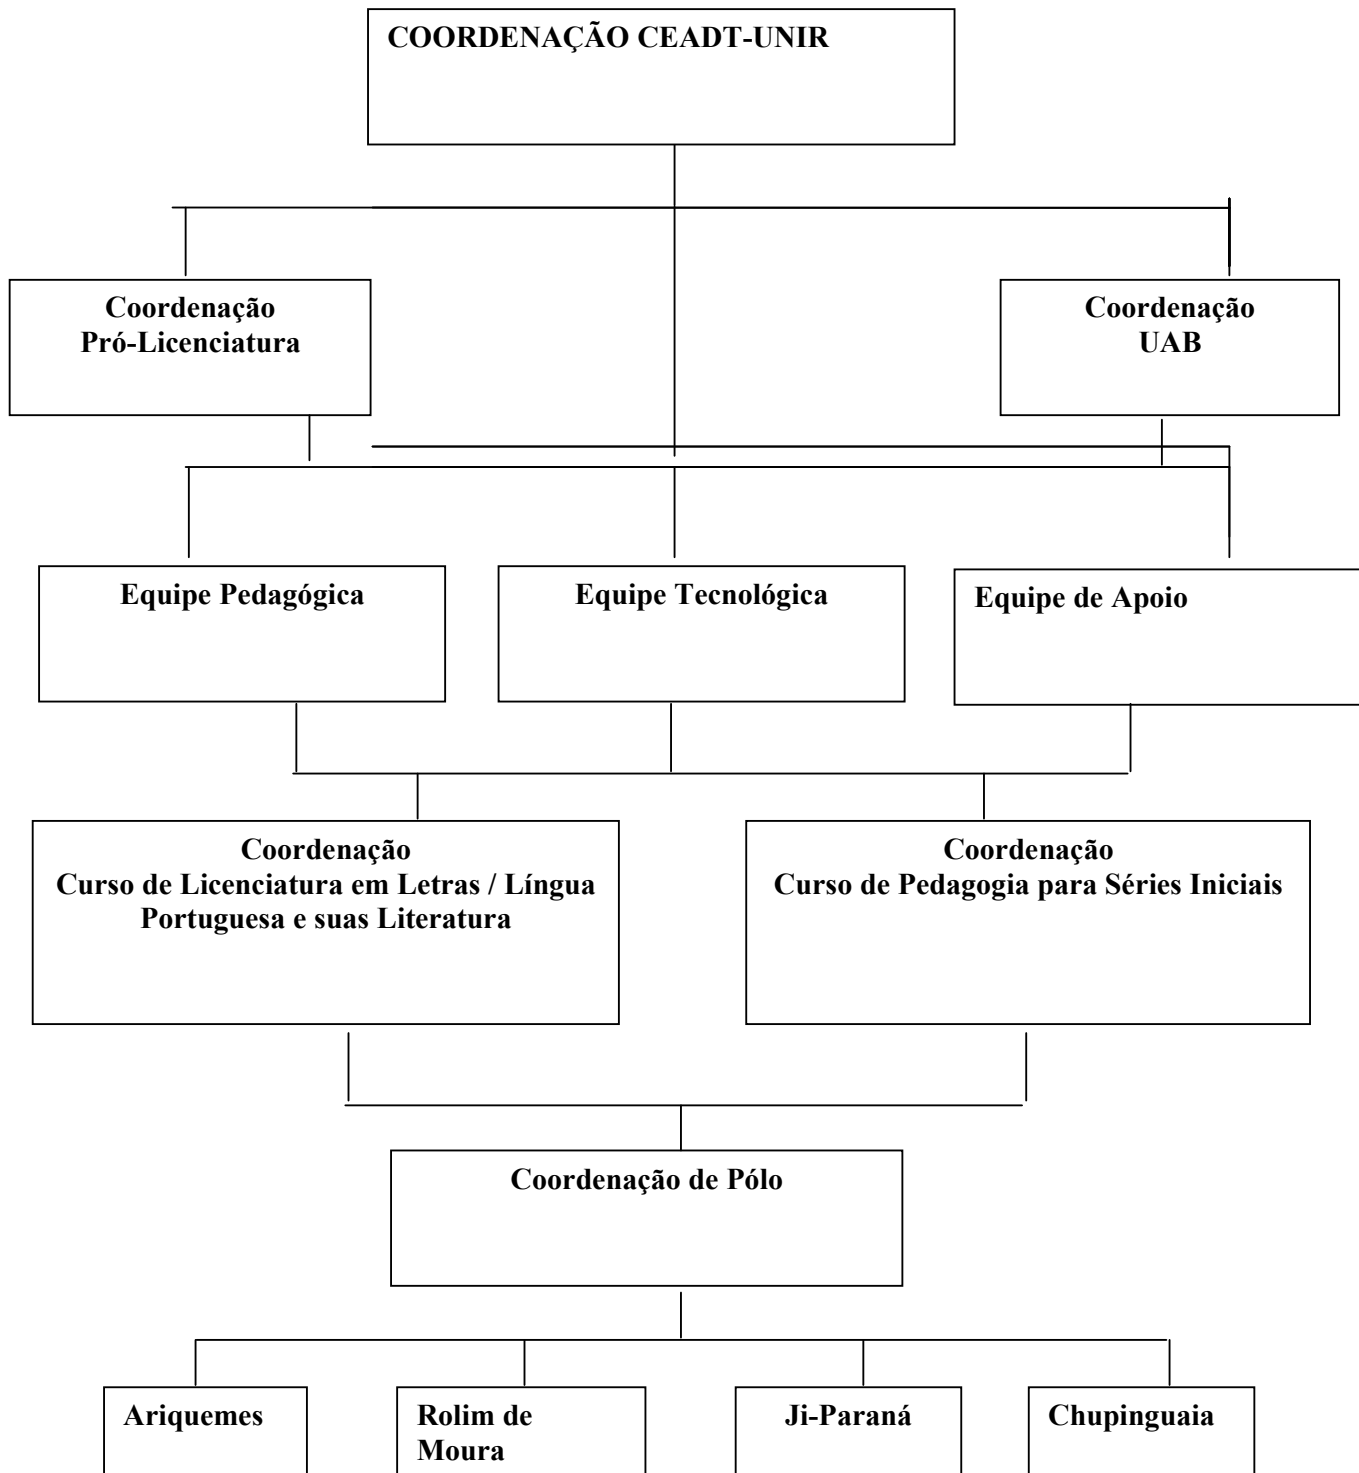 COORDENAÇÃO CEADT-UNIR
Coordenação
Pró-Licenciatura
Coordenação
UAB
Equipe Pedagógica
Equipe Tecnológica
Equipe de Apoio
Coordenação
Curso de Licenciatura em Letras / Língua
Portuguesa e suas Literatura
Coordenação
Curso de Pedagogia para Séries Iniciais
Coordenação de Pólo
Ariquemes
Rolim de
Moura
Ji-Paraná
Chupinguaia